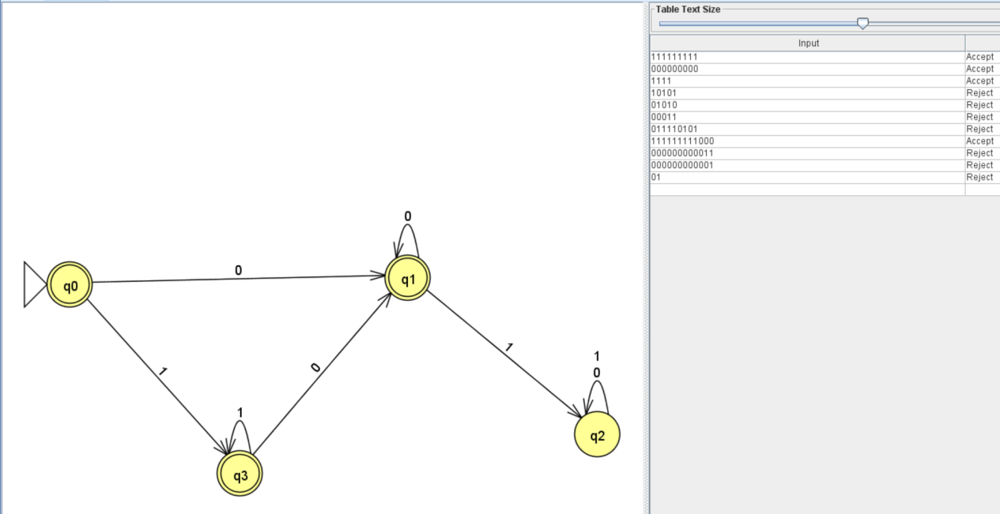 Table Text Size
Input
111111111 Accept
000000000 Accept
1111 Accept
10101 Reject
01010 Reject
00011 Reject
011110101 Reject
111111111000 Accept
000000000011 Reject
000000000001 Reject
01 Reject
0
0
q0
q1
1
1
0
1
0
1
q2
q3